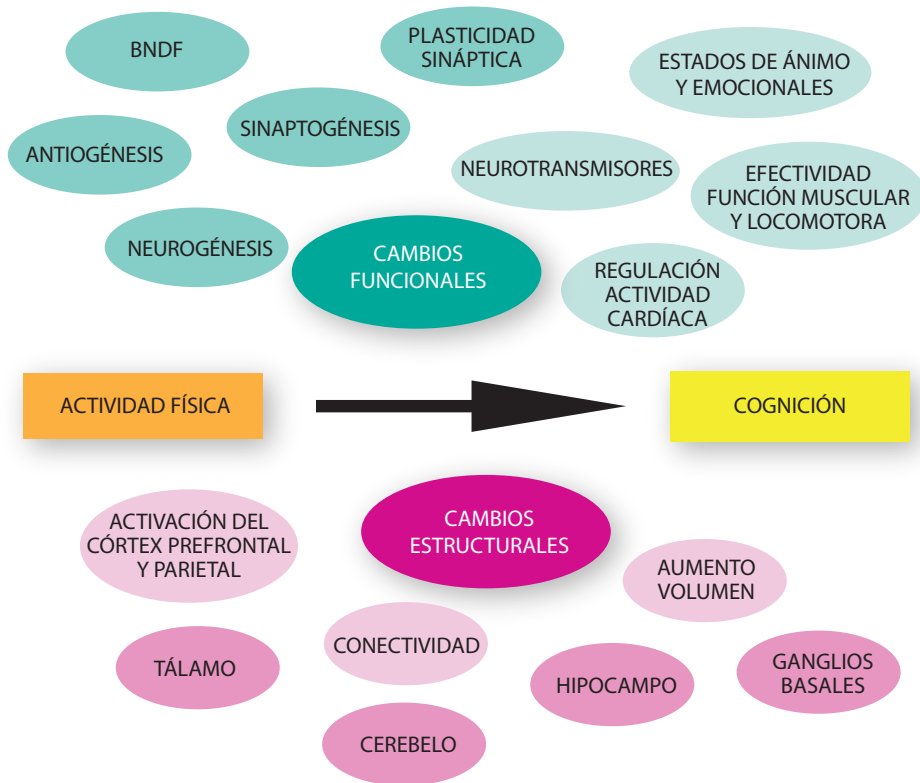 BNDF
PLASTICIDAD
SINÁPTICA
ESTADOS DE ÁNIMO
Y EMOCIONALES
SINAPTOGÉNESIS
ANTIOGÉNESIS
NEUROTRANSMISORES
EFECTIVIDAD
FUNCIÓN MUSCULAR
Y LOCOMOTORA
NEUROGÉNESIS
CAMBIOS
FUNCIONALES
REGULACIÓN
ACTIVIDAD
CARDÍACA
ACTIVIDAD FÍSICA
COGNICIÓN
ACTIVACIÓN DEL
CÓRTEX PREFRONTAL
Y PARIETAL
CAMBIOS
ESTRUCTURALES
AUMENTO
VOLUMEN
TÁLAMO
CONECTIVIDAD
HIPOCAMPO
GANGLIOS
BASALES
CEREBELO